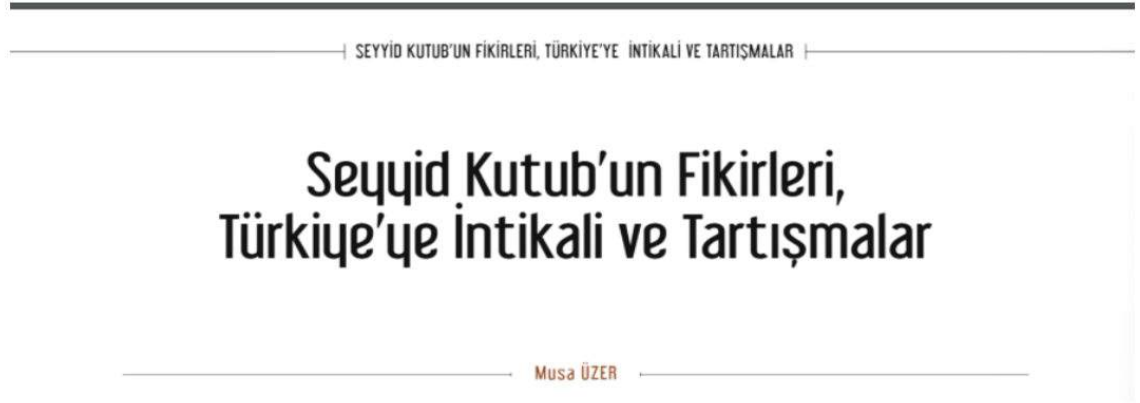 SEYYİD KUTUB'UN FİKİRLERİ, TÜRKİYE'YE İNTİKALİ VE TARTIŞMALAR
Seyyid Kutub'un Fikirleri,
Türkiye'ye İntikali ve Tartışmalar
Musa ÜZER